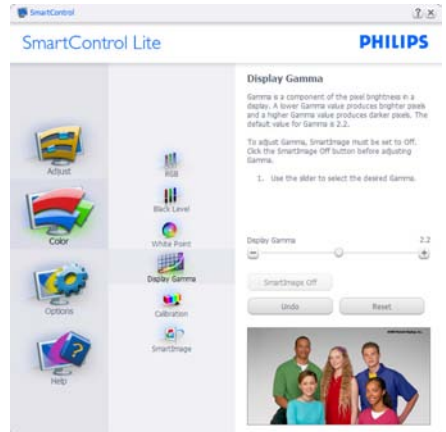 SmartControl
SmartControl Lite
PHILIPS
Adjust
Color
Options
Help
RGB
Black Level
White Point
Display Gamma
Calibration
SmartImage
Display Gamma
Gamma is a component of the pixel brightness in a
display. A lower Gamma value produces brighter pixels
and a higher Gamma value produces darker pixels. The
default value for Gamma is 2.2.
To adjust Gamma, SmartImage must be set to Off.
Click the SmartImage Off button before adjusting
Gamma.
1. Use the slider to select the desired Gamma.
Display Gamma 2.2
SmartImage Off
Undo Reset